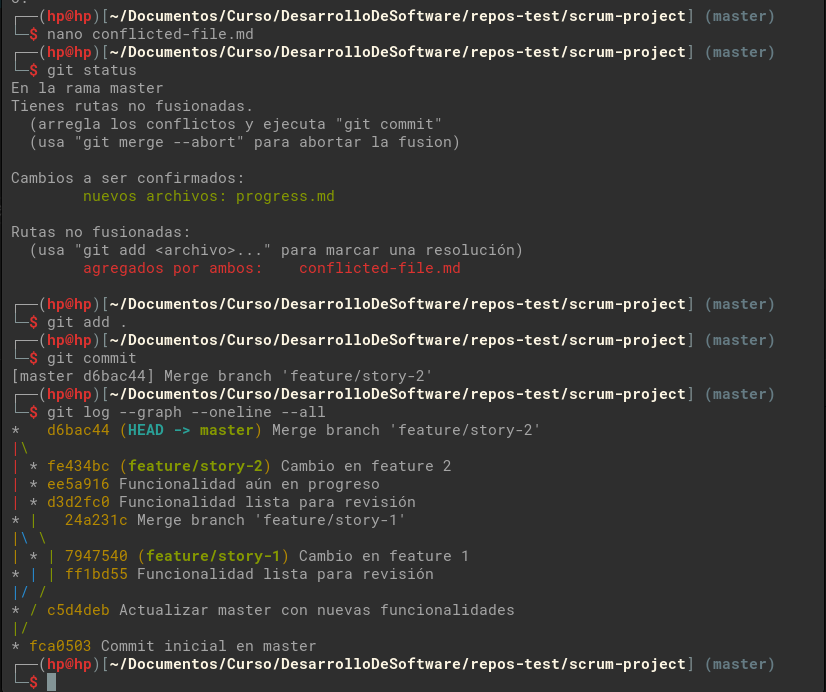 ┌──(hp@hp)[~/Documentos/Curso/DesarrolloDeSoftware/repos-test/scrum-project] (master)
└─$ nano conflicted-file.md
┌──(hp@hp)[~/Documentos/Curso/DesarrolloDeSoftware/repos-test/scrum-project] (master)
└─$ git status
En la rama master
Tienes rutas no fusionadas.
  (arregla los conflictos y ejecuta "git commit"
  (usa "git merge --abort" para abortar la fusion)

Cambios a ser confirmados:
        nuevos archivos: progress.md

Rutas no fusionadas:
  (usa "git add <archivo>..." para marcar una resolución)
        agregados por ambos:    conflicted-file.md

┌──(hp@hp)[~/Documentos/Curso/DesarrolloDeSoftware/repos-test/scrum-project] (master)
└─$ git add .
┌──(hp@hp)[~/Documentos/Curso/DesarrolloDeSoftware/repos-test/scrum-project] (master)
└─$ git commit
[master d6bac44] Merge branch 'feature/story-2'
┌──(hp@hp)[~/Documentos/Curso/DesarrolloDeSoftware/repos-test/scrum-project] (master)
└─$ git log --graph --oneline --all
*   d6bac44 (HEAD -> master) Merge branch 'feature/story-2'
|\
| * fe434bc (feature/story-2) Cambio en feature 2
| * ee5a916 Funcionalidad aún en progreso
| * d3d2fc0 Funcionalidad lista para revisión
* |   24a231c Merge branch 'feature/story-1'
|\ \
| * | 7947540 (feature/story-1) Cambio en feature 1
* | | ff1bd55 Funcionalidad lista para revisión
|/ /
* / c5d4deb Actualizar master con nuevas funcionalidades
|/
* fca0503 Commit inicial en master
┌──(hp@hp)[~/Documentos/Curso/DesarrolloDeSoftware/repos-test/scrum-project] (master)
└─$